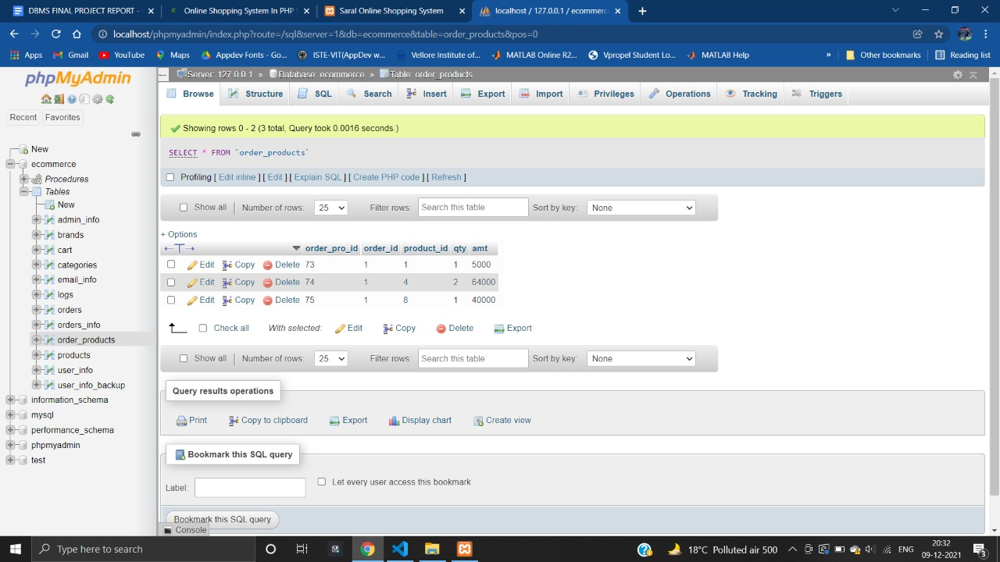 DBMS FINAL PROJECT REPORT -
Online Shopping System In PHP
Saral Online Shopping System
localhost / 127.0.0.1 / ecommerce
localhost/phpmyadmin/index.php?route=/sql&server=1&db=ecommerce&table=order_products&pos=0
Apps Gmail YouTube Maps Appdev Fonts - Go... ISTE-VIT(AppDev w... Vellore Institute of... MATLAB Online R2... Vpropel Student Lo... MATLAB Help » Other bookmarks Reading list
phpMyAdmin
Recent Favorites
New
ecommerce
Procedures
Tables
New
admin_info
brands
cart
categories
email_info
logs
orders
orders_info
order_products
products
user_info
user_info_backup
information_schema
mysql
performance_schema
phpmyadmin
test
Server: 127.0.0.1 » Database: ecommerce » Table: order_products
Browse Structure SQL Search Insert Export Import Privileges Operations Tracking Triggers
Showing rows 0 - 2 (3 total, Query took 0.0016 seconds.)
SELECT * FROM `order_products`
Profiling [ Edit inline ] [ Edit ] [ Explain SQL ] [ Create PHP code ] [ Refresh ]
Show all | Number of rows: 25 Filter rows: Search this table Sort by key: None
+ Options
←T→ order_pro_id order_id product_id qty amt
Edit Copy Delete 73 1 1 1 5000
Edit Copy Delete 74 1 4 2 64000
Edit Copy Delete 75 1 8 1 40000
Check all With selected: Edit Copy Delete Export
Show all | Number of rows: 25 Filter rows: Search this table Sort by key: None
Query results operations
Print Copy to clipboard Export Display chart Create view
Bookmark this SQL query
Label: Let every user access this bookmark
Bookmark this SQL query
Console
Type here to search
18°C Polluted air 500
ENG
20:32
09-12-2021
3